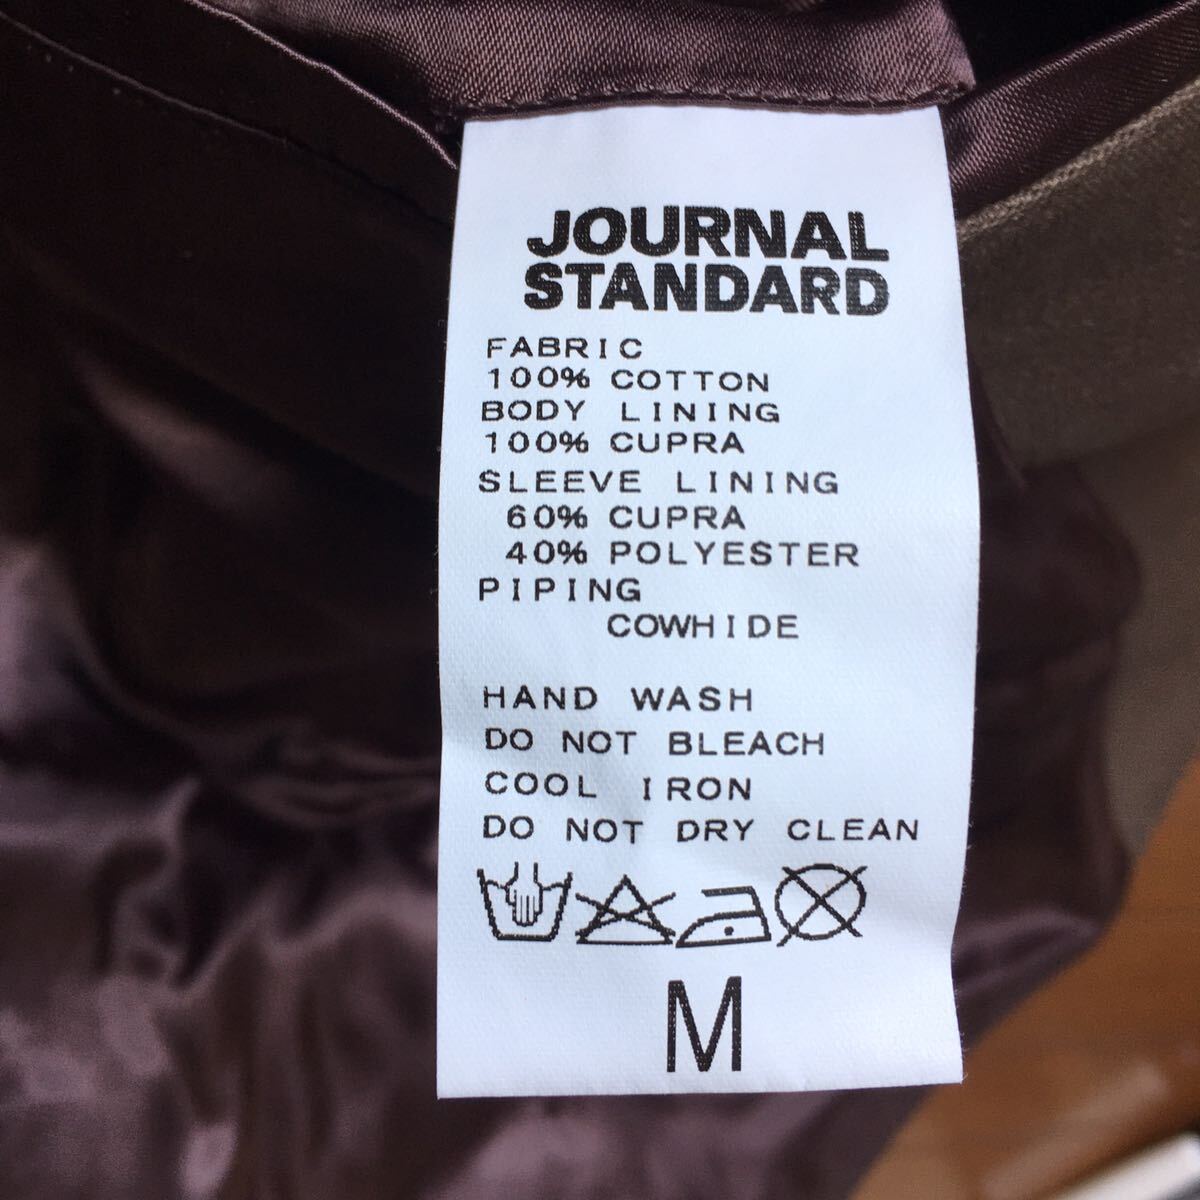 JOURNAL
STANDARD
FABRIC
100% COTTON
BODY LINING
100% CUPRA
SLEEVE LINING
60% CUPRA
40% POLYESTER
PIPING
COWHIDE
HAND WASH
DO NOT BLEACH
COOL IRON
DO NOT DRY CLEAN
M